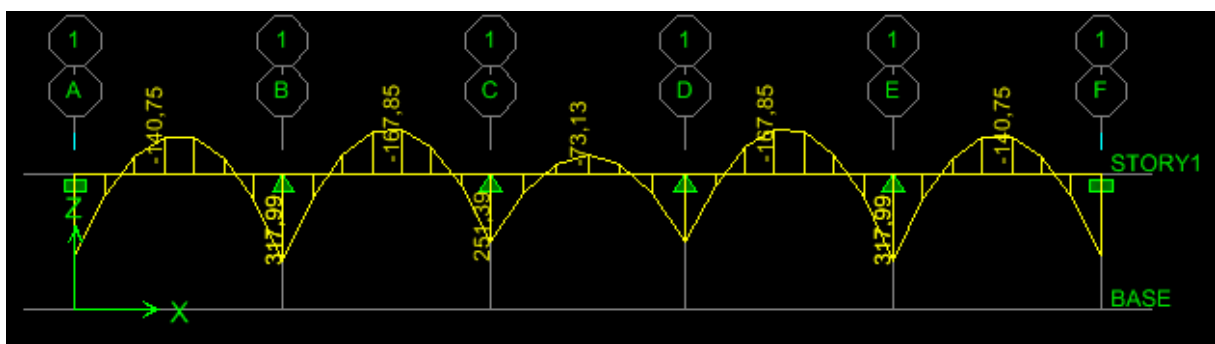 1 1 1 1 1 1
A B C D E F
-140,75 -167,85 -73,13 -167,85 -140,75
STORY1
Z
317,99 251,39 317,99
BASE
X